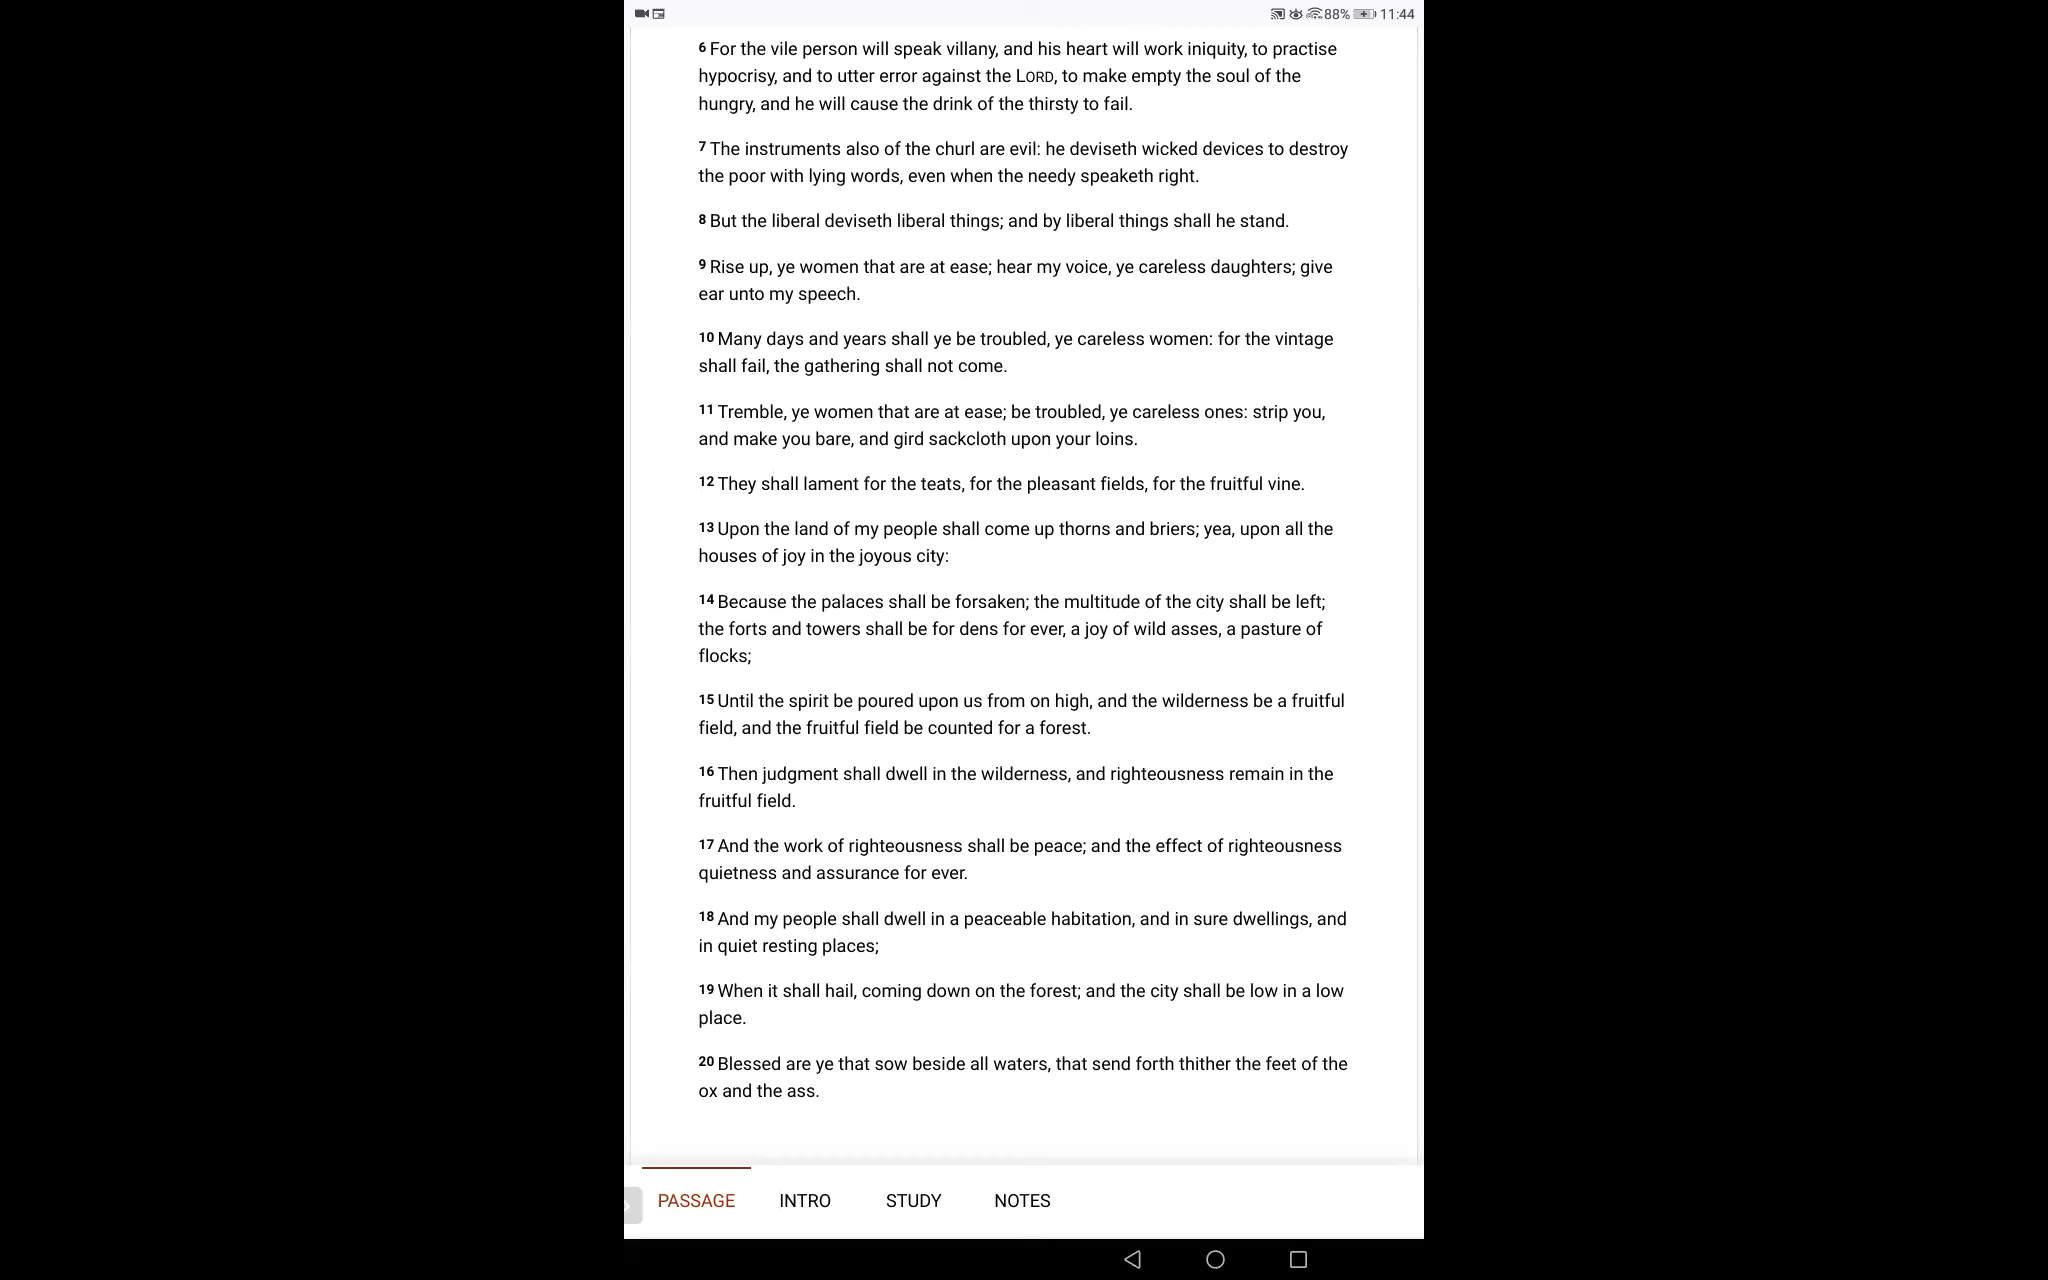 88% 11:44
6 For the vile person will speak villany, and his heart will work iniquity, to practise
hypocrisy, and to utter error against the LORD, to make empty the soul of the
hungry, and he will cause the drink of the thirsty to fail.
7 The instruments also of the churl are evil: he deviseth wicked devices to destroy
the poor with lying words, even when the needy speaketh right.
8 But the liberal deviseth liberal things; and by liberal things shall he stand.
9 Rise up, ye women that are at ease; hear my voice, ye careless daughters; give
ear unto my speech.
10 Many days and years shall ye be troubled, ye careless women: for the vintage
shall fail, the gathering shall not come.
11 Tremble, ye women that are at ease; be troubled, ye careless ones: strip you,
and make you bare, and gird sackcloth upon your loins.
12 They shall lament for the teats, for the pleasant fields, for the fruitful vine.
13 Upon the land of my people shall come up thorns and briers; yea, upon all the
houses of joy in the joyous city:
14 Because the palaces shall be forsaken; the multitude of the city shall be left;
the forts and towers shall be for dens for ever, a joy of wild asses, a pasture of
flocks;
15 Until the spirit be poured upon us from on high, and the wilderness be a fruitful
field, and the fruitful field be counted for a forest.
16 Then judgment shall dwell in the wilderness, and righteousness remain in the
fruitful field.
17 And the work of righteousness shall be peace; and the effect of righteousness
quietness and assurance for ever.
18 And my people shall dwell in a peaceable habitation, and in sure dwellings, and
in quiet resting places;
19 When it shall hail, coming down on the forest; and the city shall be low in a low
place.
20 Blessed are ye that sow beside all waters, that send forth thither the feet of the
ox and the ass.
PASSAGE INTRO STUDY NOTES